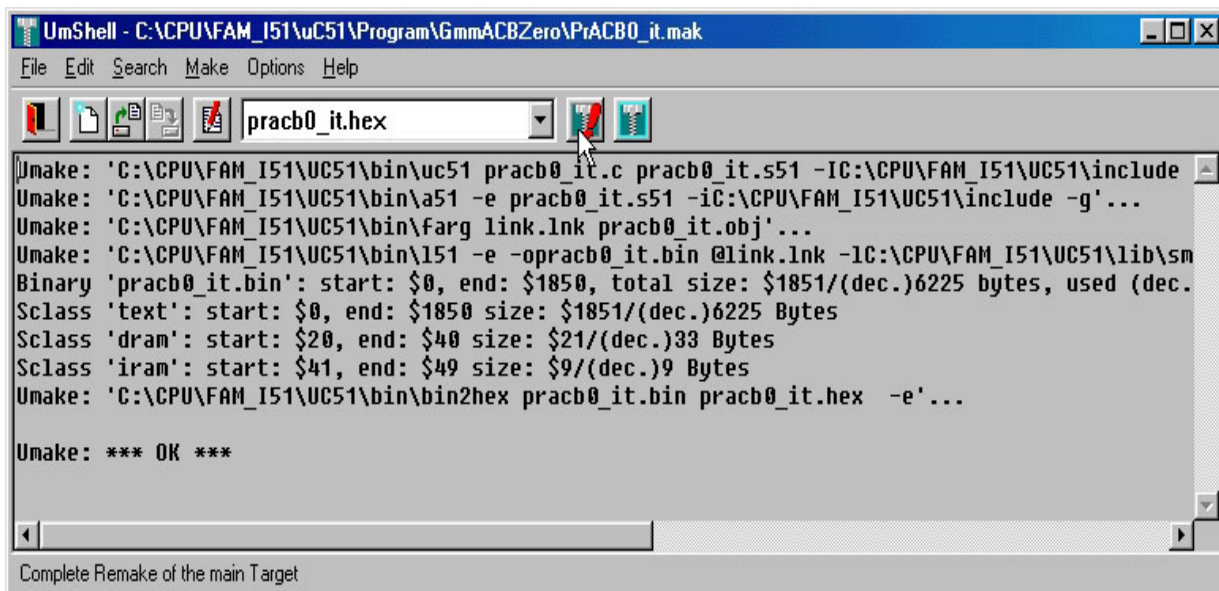 UmShell - C:\CPU\FAM_I51\uC51\Program\GmmACBZero\PrACB0_it.mak
File Edit Search Make Options Help
pracb0_it.hex
Umake: 'C:\CPU\FAM_I51\UC51\bin\uc51 pracb0_it.c pracb0_it.s51 -IC:\CPU\FAM_I51\UC51\include
Umake: 'C:\CPU\FAM_I51\UC51\bin\a51 -e pracb0_it.s51 -iC:\CPU\FAM_I51\UC51\include -g'...
Umake: 'C:\CPU\FAM_I51\UC51\bin\farg link.lnk pracb0_it.obj'...
Umake: 'C:\CPU\FAM_I51\UC51\bin\l51 -e -opracb0_it.bin @link.lnk -lC:\CPU\FAM_I51\UC51\lib\sm
Binary 'pracb0_it.bin': start: $0, end: $1850, total size: $1851/(dec.)6225 bytes, used (dec.
Sclass 'text': start: $0, end: $1850 size: $1851/(dec.)6225 Bytes
Sclass 'dram': start: $20, end: $40 size: $21/(dec.)33 Bytes
Sclass 'iram': start: $41, end: $49 size: $9/(dec.)9 Bytes
Umake: 'C:\CPU\FAM_I51\UC51\bin\bin2hex pracb0_it.bin pracb0_it.hex -e'...
Umake: *** OK ***
Complete Remake of the main Target